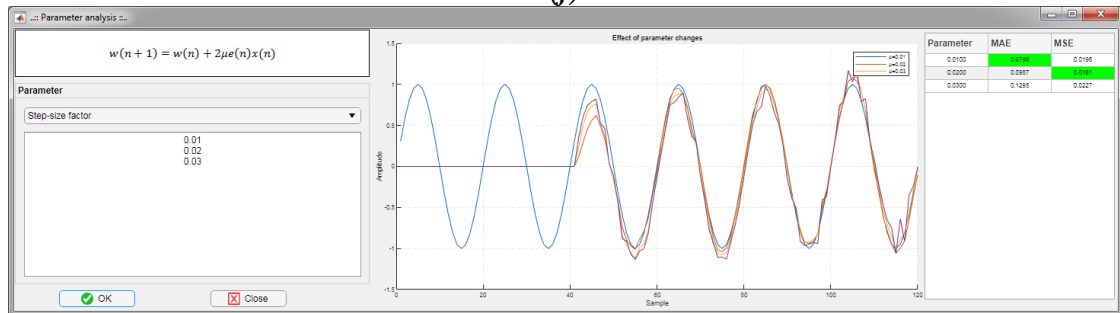 ..:: Parameter analysis ::..
w(n + 1) = w(n) + 2μe(n)x(n)
Parameter
Step-size factor
0.01
0.02
0.03
OK
Close
Effect of parameter changes
μ=0.01
μ=0.02
μ=0.03
1.5
1
0.5
0
-0.5
-1
-1.5
Amplitude
0 20 40 60 80 100 120
Sample
Parameter MAE MSE
0.0100 0.0796 0.0196
0.0200 0.0987 0.0181
0.0300 0.1295 0.0227